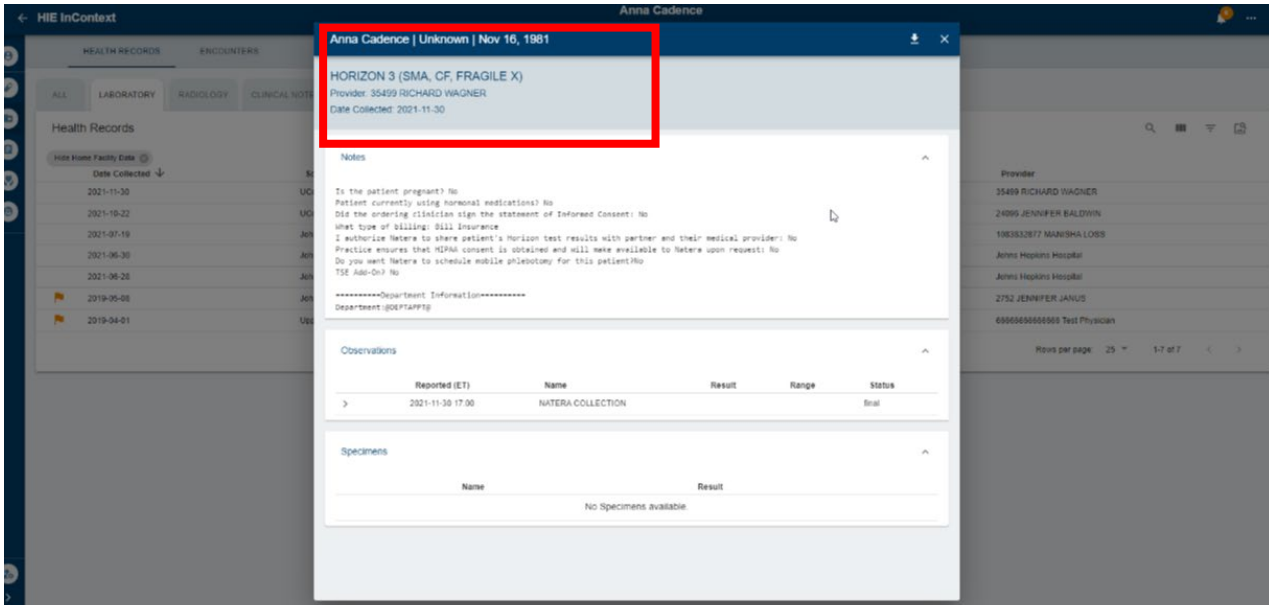 HIE InContext
Anna Cadence
HEALTH RECORDS ENCOUNTERS
ALL LABORATORY RADIOLOGY CLINICAL NOTE
Health Records
Hide Home Facility Data
Date Collected
2021-11-30
2021-10-22
2021-07-19
2021-06-30
2021-06-28
2019-05-08
2019-04-01
Anna Cadence | Unknown | Nov 16, 1981
HORIZON 3 (SMA, CF, FRAGILE X)
Provider: 35499 RICHARD WAGNER
Date Collected: 2021-11-30
Notes
Is the patient pregnant? No
Patient currently using hormonal medications? No
Did the ordering clinician sign the statement of Informed Consent: No
What type of billing: Bill Insurance
I authorize Natera to share patient's Horizon test results with partner and their medical provider: No
Practice ensures that HIPAA consent is obtained and will make available to Natera upon request: No
Do you want Natera to schedule mobile phlebotomy for this patient?No
TSE Add-On? No
==========Department Information==========
Department:@DEPTAPPT@
Observations
Reported (ET) Name Result Range Status
2021-11-30 17:00 NATERA COLLECTION final
Specimens
Name Result
No Specimens available.
Provider
35499 RICHARD WAGNER
24096 JENNIFER BALDWIN
Johns Hopkins Hospital
Johns Hopkins Hospital
2752 JENNIFER JANUS
Test Physician
Rows per page: 25 1-7 of 7